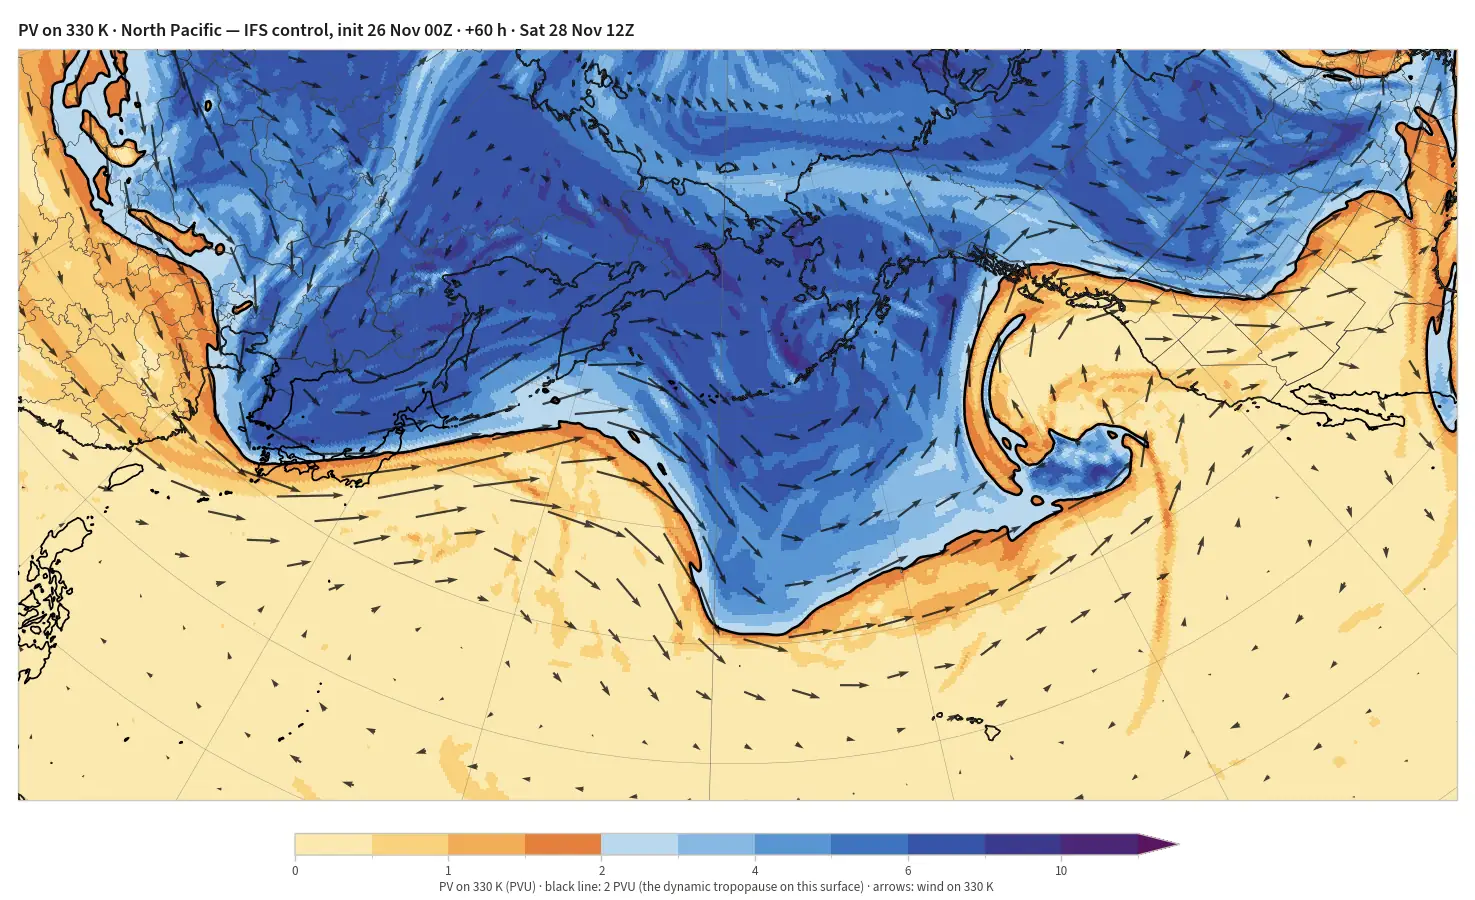 PV on 330 K · North Pacific — IFS control, init 26 Nov 00Z · +60 h · Sat 28 Nov 12Z
0 1 2 4 6 10
PV on 330 K (PVU) · black line: 2 PVU (the dynamic tropopause on this surface) · arrows: wind on 330 K